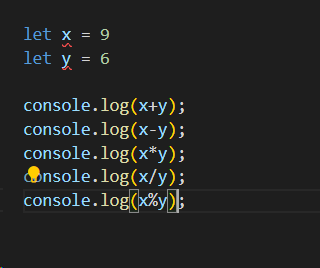 let x = 9
let y = 6
console.log(x+y);
console.log(x-y);
console.log(x*y);
console.log(x/y);
console.log(x%y);